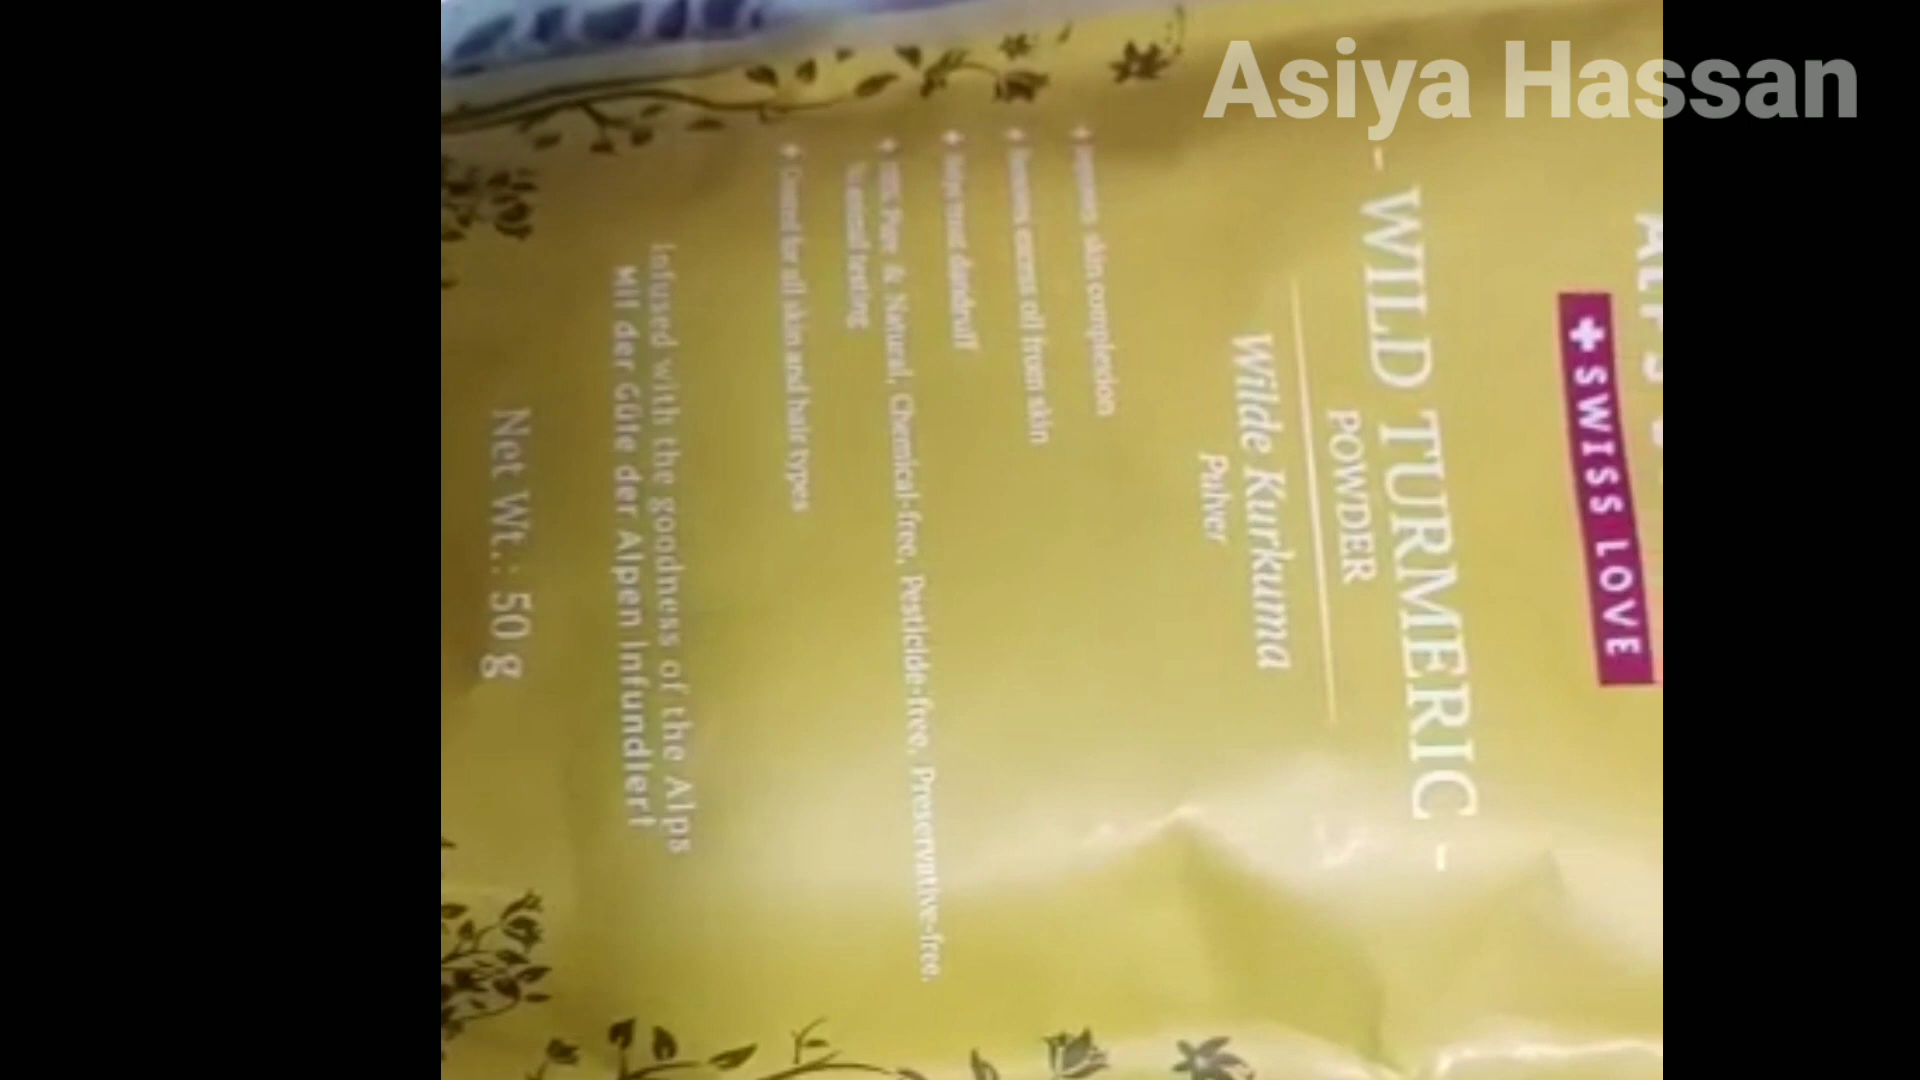 Asiya Hassan
SWISS LOVE
- WILD TURMERIC -
POWDER
Wilde Kurkuma
Pulver
skin complexion
Removes excess oil from skin
Helps treat dandruff
100% Pure & Natural, Chemical-free, Pesticide-free, Preservative-free,
No animal testing
Created for all skin and hair types
Infused with the goodness of the Alps
Mit der Güte der Alpen Infundiert
Net Wt.: 50 g